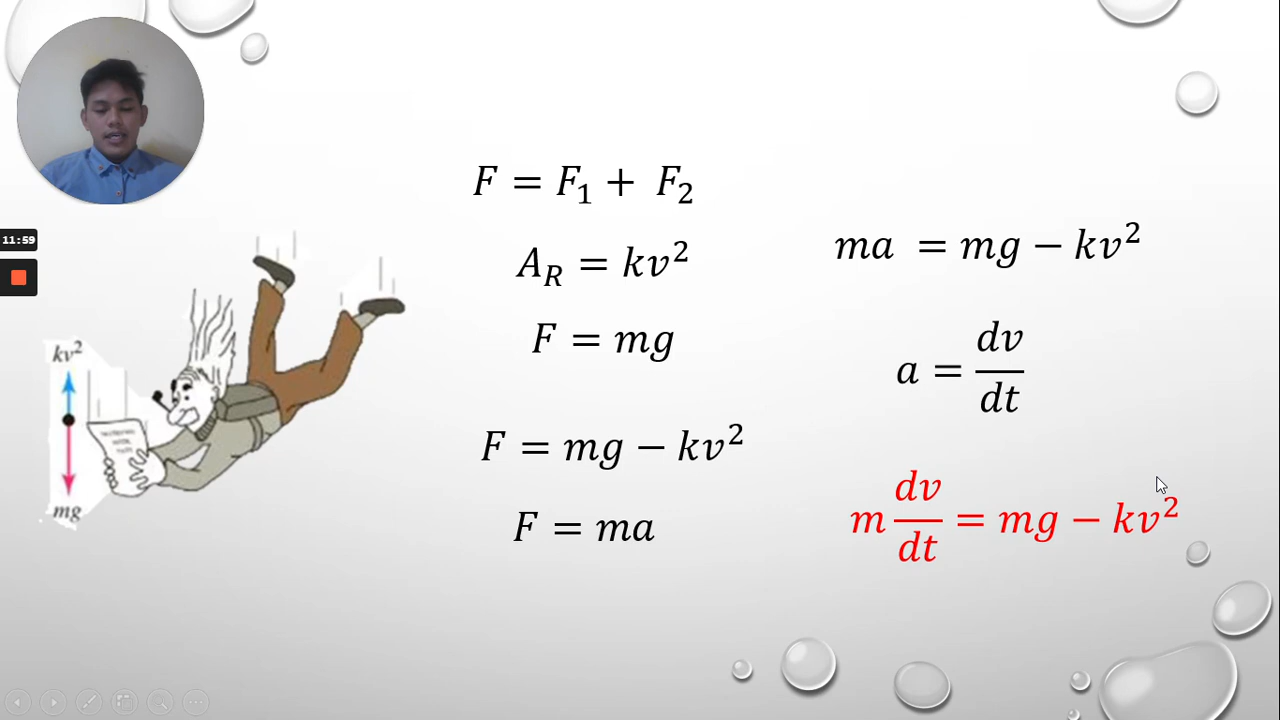 11:59
kv²
mg
F = F₁ + F₂
A_R = kv²
F = mg
F = mg − kv²
F = ma
ma = mg − kv²
a = dv/dt
m dv/dt = mg − kv²